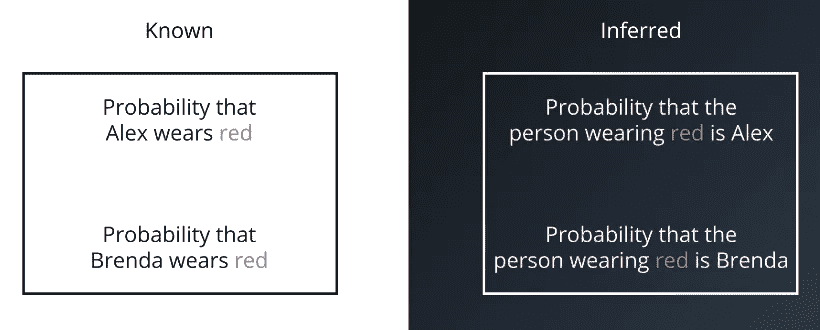 Known
Probability that
Alex wears red
Probability that
Brenda wears red
Inferred
Probability that the
person wearing red is Alex
Probability that the
person wearing red is Brenda